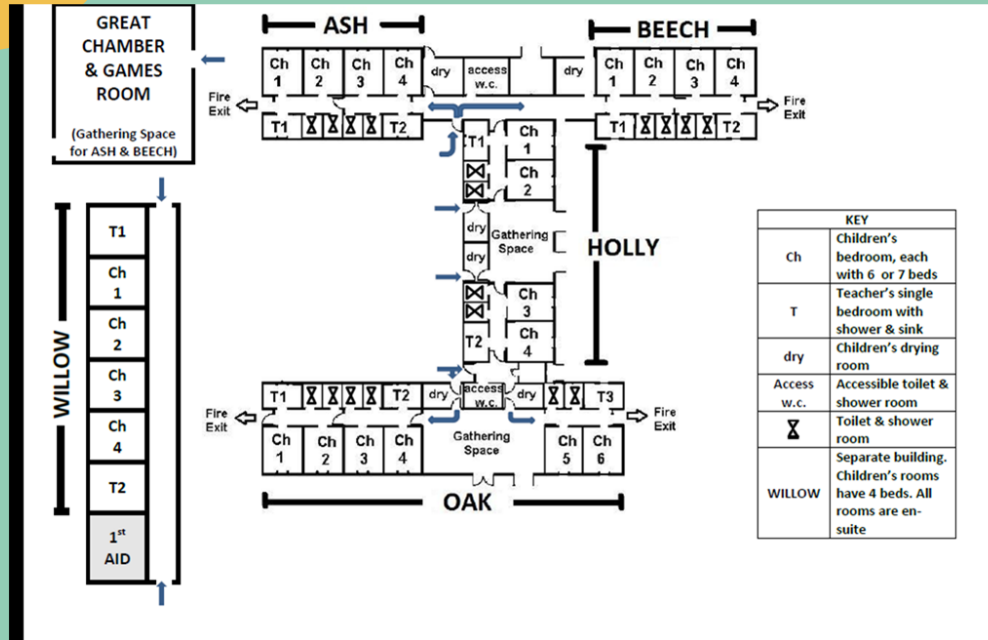 GREAT
CHAMBER
& GAMES
ROOM
(Gathering Space
for ASH & BEECH)
ASH
BEECH
Ch
1
Ch
2
Ch
3
Ch
4
dry
access
w.c.
dry
Ch
1
Ch
2
Ch
3
Ch
4
Fire
Exit
Fire
Exit
T1
T2
T1
T2
T1
Ch
1
Ch
2
dry
dry
Gathering
Space
HOLLY
Ch
3
Ch
4
T2
WILLOW
T1
Ch
1
Ch
2
Ch
3
Ch
4
T2
1st
AID
T1
T2
dry
access
w.c.
dry
T3
Fire
Exit
Fire
Exit
Ch
1
Ch
2
Ch
3
Ch
4
Gathering
Space
Ch
5
Ch
6
OAK
KEY
Ch
Children's
bedroom, each
with 6 or 7 beds
T
Teacher's single
bedroom with
shower & sink
dry
Children's drying
room
Access
w.c.
Accessible toilet &
shower room
Toilet & shower
room
WILLOW
Separate building.
Children's rooms
have 4 beds. All
rooms are en-
suite